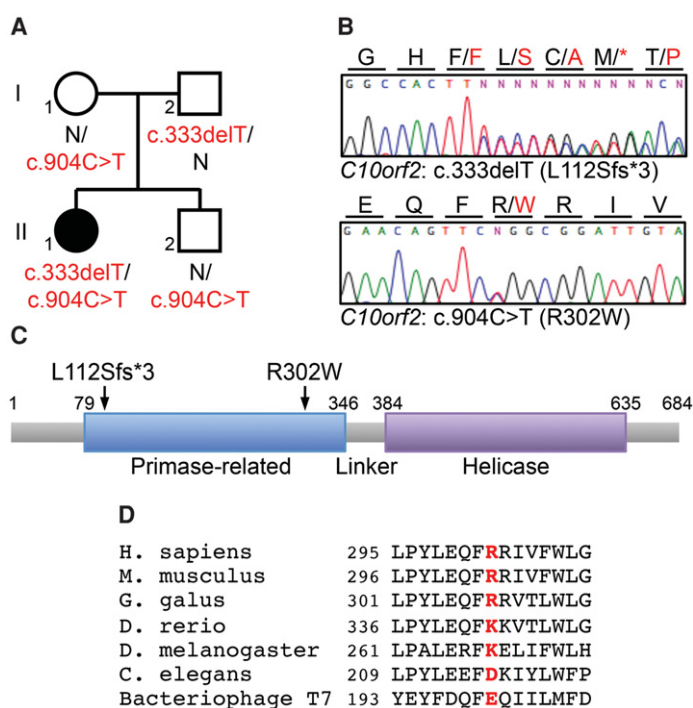 A
I
1
2
N/
c.904C>T
c.333delT/
N
II
1
2
c.333delT/
c.904C>T
N/
c.904C>T
B
G H F/F L/S C/A M/* T/P
G G C C A C T T N N N N N N N N N N N C N
C10orf2: c.333delT (L112Sfs*3)
E Q F R/W R I V
G A A C A G T T C N G G C G G A T T G T A
C10orf2: c.904C>T (R302W)
C
L112Sfs*3 R302W
1 79 346 384 635 684
Primase-related Linker Helicase
D
H. sapiens 295 LPYLEQFRRIVFWLG
M. musculus 296 LPYLEQFRRIVFWLG
G. galus 301 LPYLEQFRRVTLWLG
D. rerio 336 LPYLEQFKKVTLWLG
D. melanogaster 261 LPALERFKELIFWLH
C. elegans 209 LPYLEEFDKIYLWFP
Bacteriophage T7 193 YEYFDQFEQIILMFD